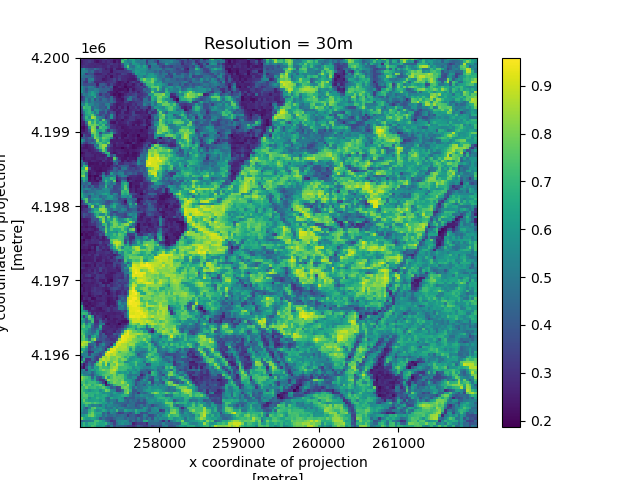 Resolution = 30m
1e6
4.200
4.199
4.198
4.197
4.196
y coordinate of projection
[metre]
258000 259000 260000 261000
x coordinate of projection
[metre]
0.9
0.8
0.7
0.6
0.5
0.4
0.3
0.2